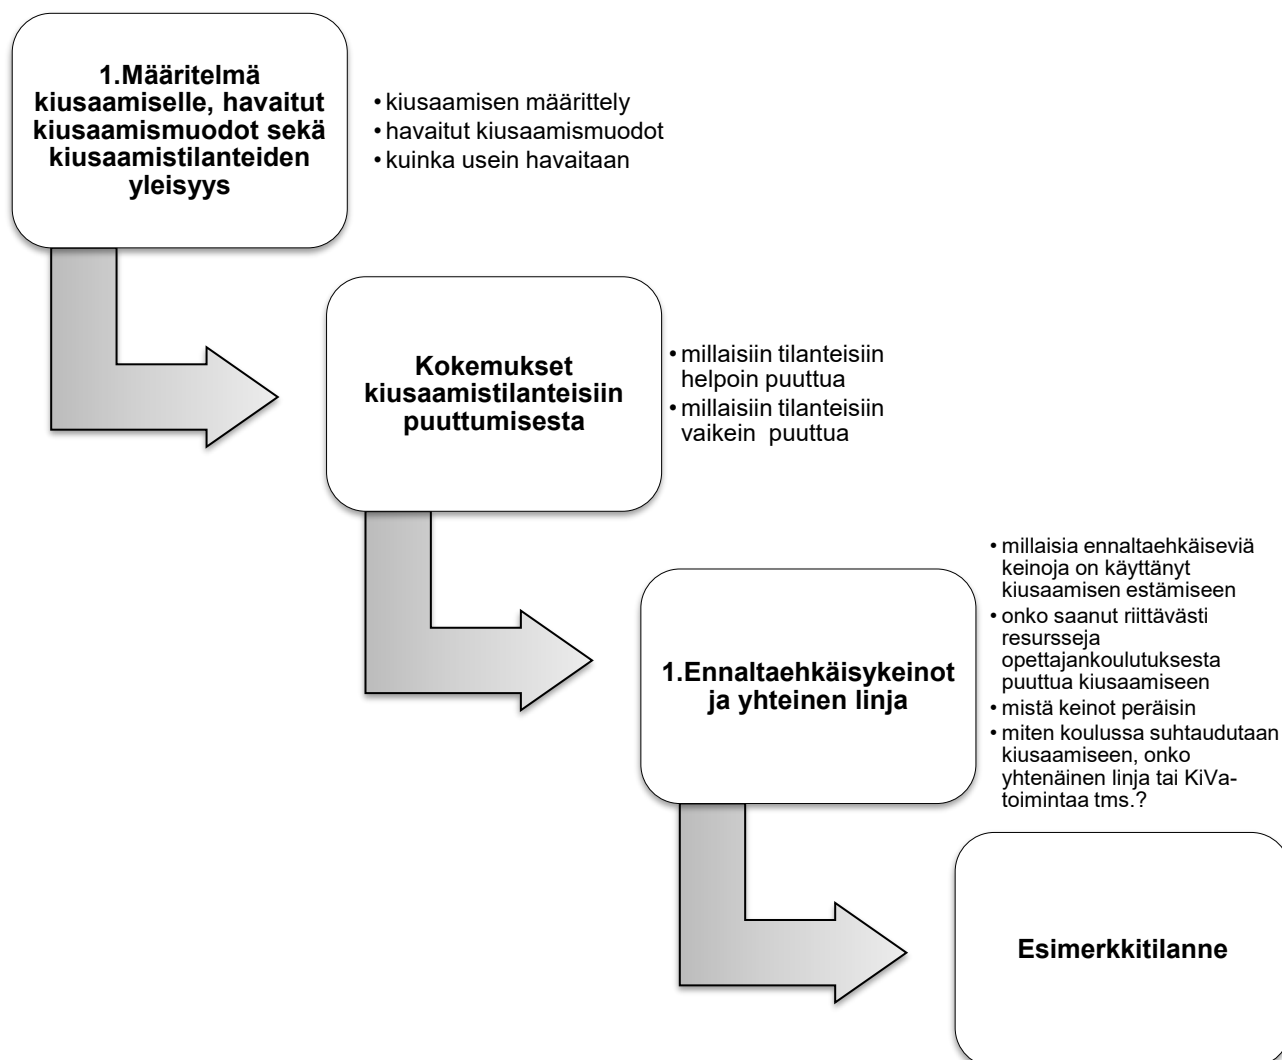 1.Määritelmä
kiusaamiselle, havaitut
kiusaamismuodot sekä
kiusaamistilanteiden
yleisyys
• kiusaamisen määrittely
• havaitut kiusaamismuodot
• kuinka usein havaitaan
Kokemukset
kiusaamistilanteisiin
puuttumisesta
• millaisiin tilanteisiin
helpoin puuttua
• millaisiin tilanteisiin
vaikein puuttua
1.Ennaltaehkäisykeinot
ja yhteinen linja
• millaisia ennaltaehkäiseviä
keinoja on käyttänyt
kiusaamisen estämiseen
• onko saanut riittävästi
resursseja
opettajankoulutuksesta
puuttua kiusaamiseen
• mistä keinot peräisin
• miten koulussa suhtaudutaan
kiusaamiseen, onko
yhtenäinen linja tai KiVa-
toimintaa tms.?
Esimerkkitilanne